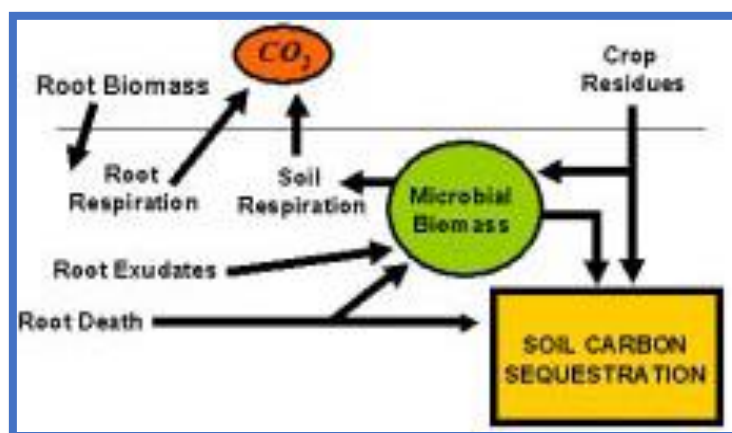 CO2
Crop
Residues
Root Biomass
Root
Respiration
Soil
Respiration
Microbial
Biomass
Root Exudates
Root Death
SOIL CARBON
SEQUESTRATION